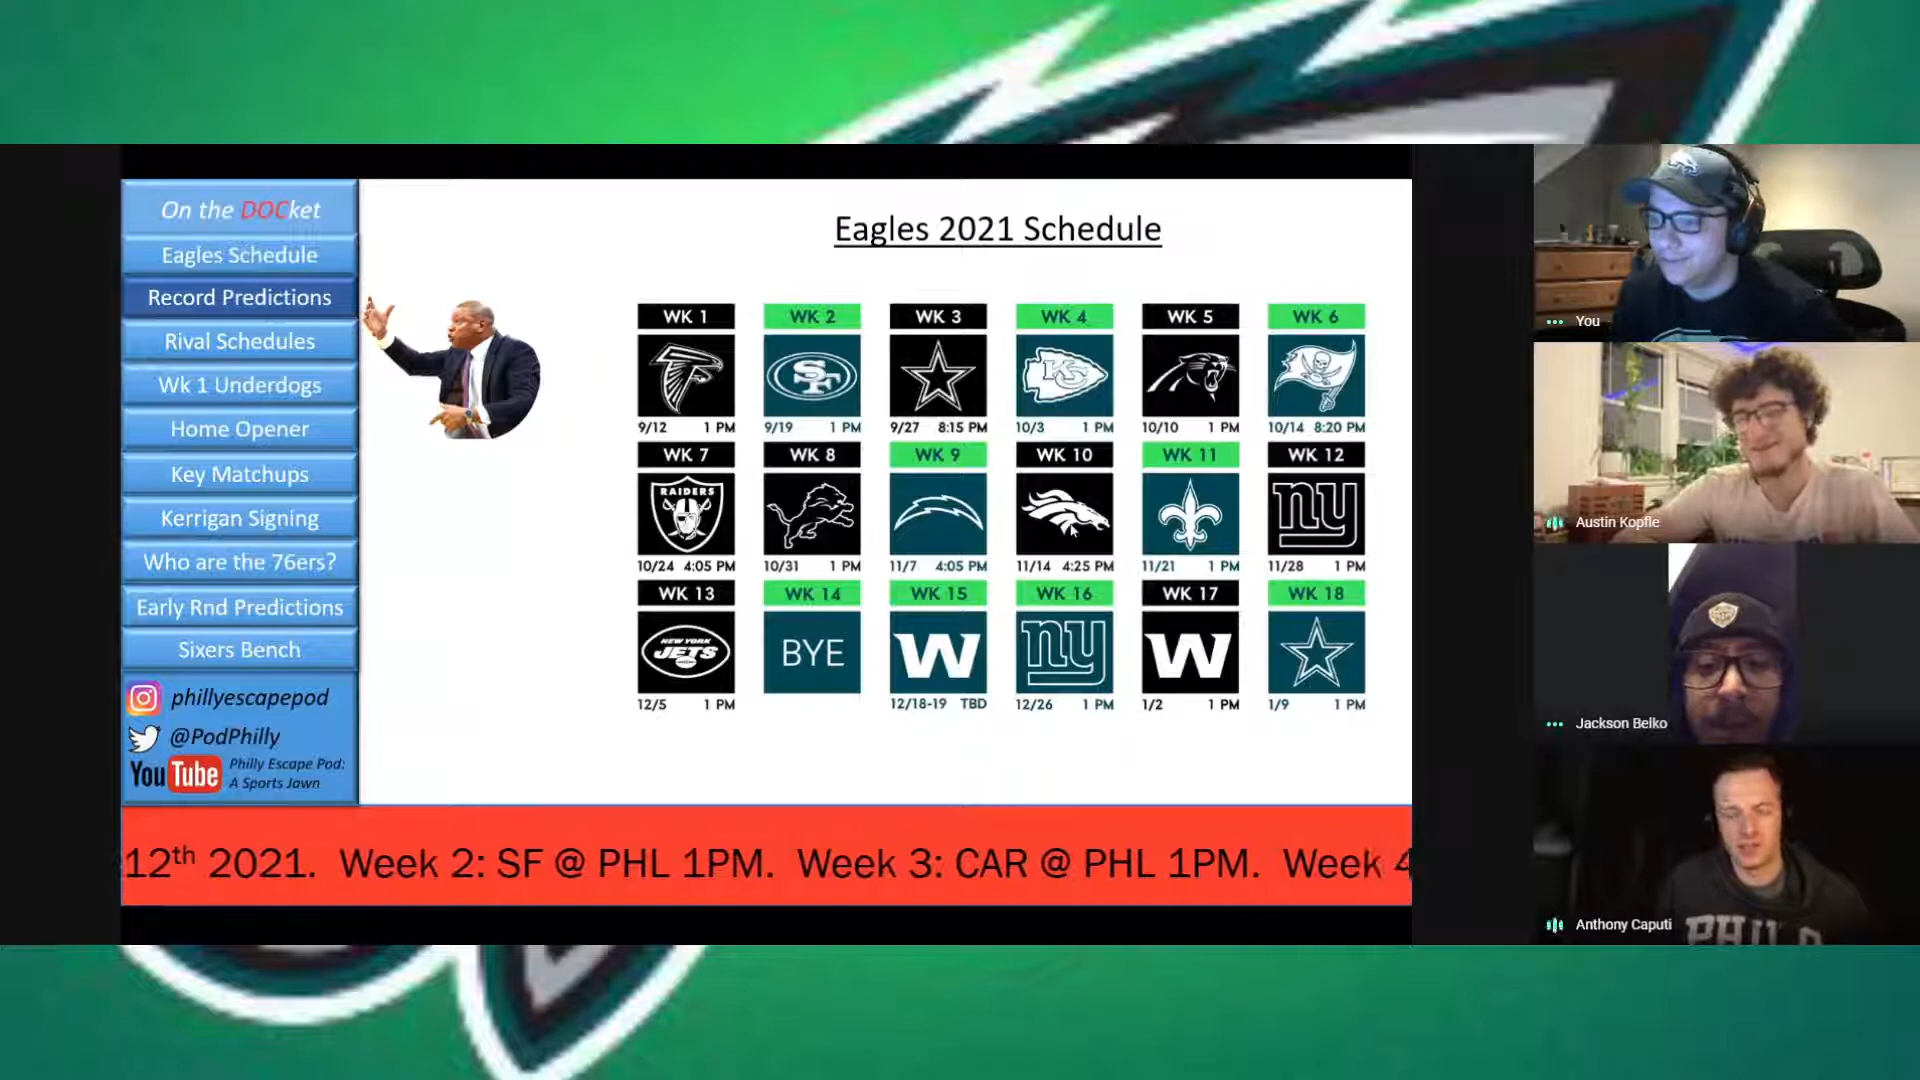 On the DOCket
Eagles Schedule
Record Predictions
Rival Schedules
Wk 1 Underdogs
Home Opener
Key Matchups
Kerrigan Signing
Who are the 76ers?
Early Rnd Predictions
Sixers Bench
phillyescapepod
@PodPhilly
YouTube Philly Escape Pod:
A Sports Jawn
Eagles 2021 Schedule
WK 1 WK 2 WK 3 WK 4 WK 5 WK 6
SF KC
9/12 1 PM 9/19 1 PM 9/27 8:15 PM 10/3 1 PM 10/10 1 PM 10/14 8:20 PM
WK 7 WK 8 WK 9 WK 10 WK 11 WK 12
RAIDERS ny
10/24 4:05 PM 10/31 1 PM 11/7 4:05 PM 11/14 4:25 PM 11/21 1 PM 11/28 1 PM
WK 13 WK 14 WK 15 WK 16 WK 17 WK 18
NEW YORK JETS BYE W ny W
12/5 1 PM 12/18-19 TBD 12/26 1 PM 1/2 1 PM 1/9 1 PM
12th 2021. Week 2: SF @ PHL 1PM. Week 3: CAR @ PHL 1PM. Week 4
You
Austin Kopfle
Jackson Belko
Anthony Caputi
PHIL